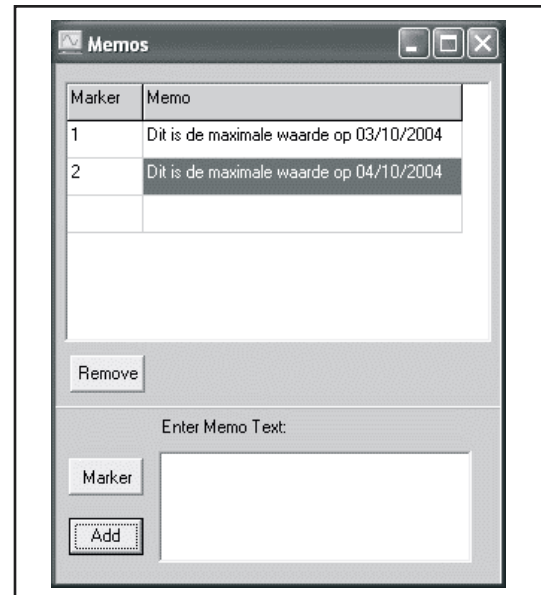 Memos
Marker Memo
1 Dit is de maximale waarde op 03/10/2004
2 Dit is de maximale waarde op 04/10/2004
Remove
Enter Memo Text:
Marker
Add